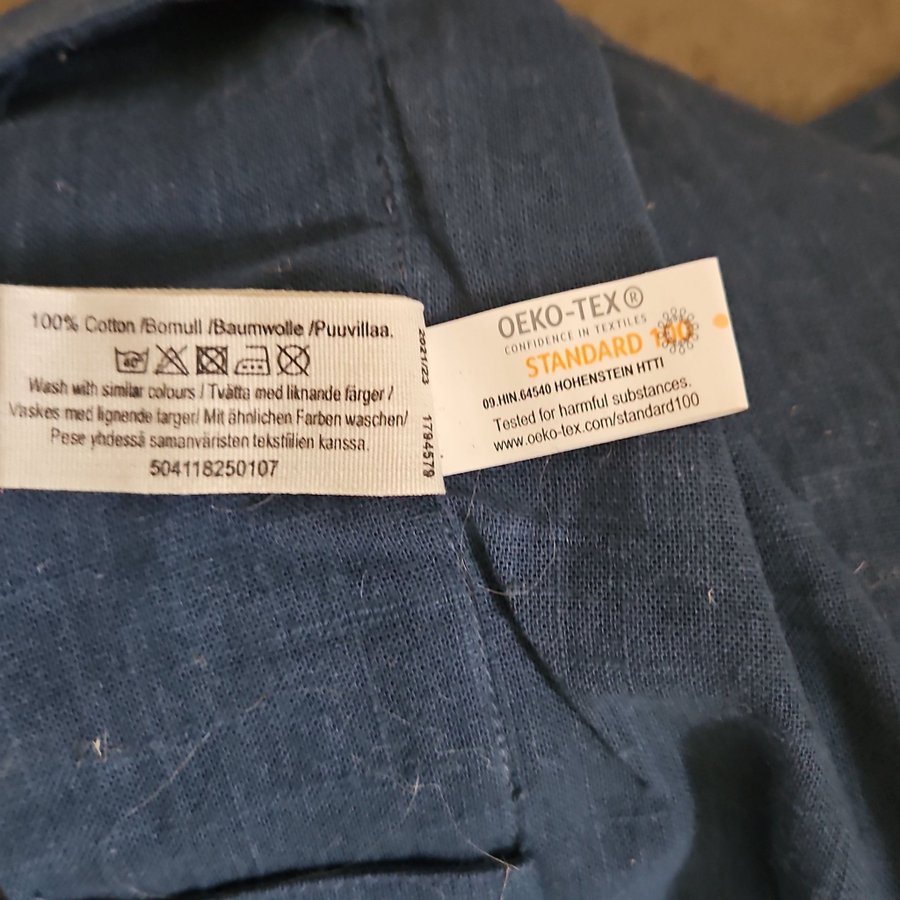 100% Cotton /Bomull /Baumwolle /Puuvillaa.
40°
Wash with similar colours / Tvätta med liknande färger /
Vaskes med lignende farger/ Mit ähnlichen Farben waschen/
Pese yhdessä samanväristen tekstiilien kanssa.
504118250107
2021/23
1794579
OEKO-TEX®
CONFIDENCE IN TEXTILES
STANDARD 100
09.HIN.64540 HOHENSTEIN HTTI
Tested for harmful substances.
www.oeko-tex.com/standard100